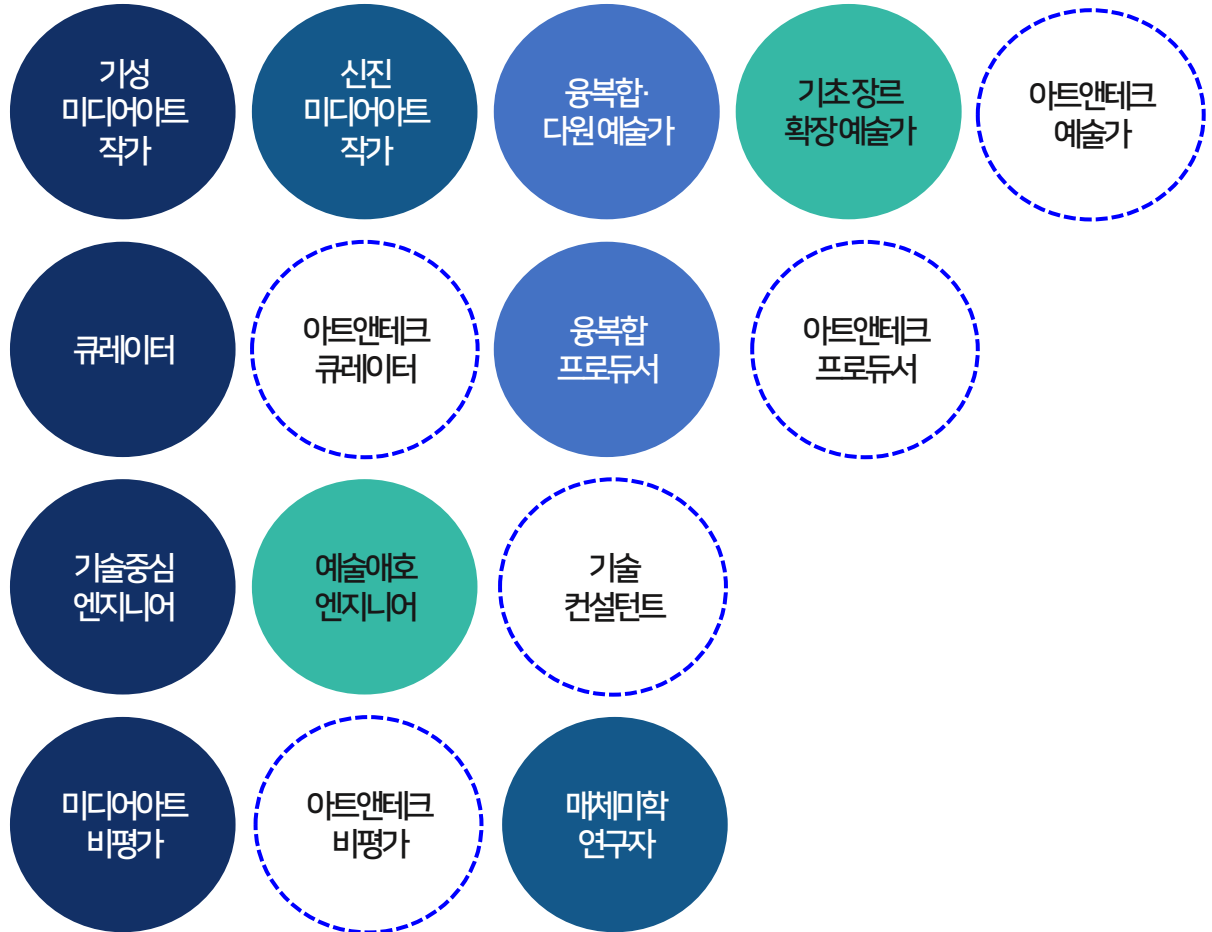 기성
미디어아트
작가
신진
미디어아트
작가
융복합·
다원 예술가
기초 장르
확장 예술가
아트앤테크
예술가
큐레이터
아트앤테크
큐레이터
융복합
프로듀서
아트앤테크
프로듀서
기술중심
엔지니어
예술애호
엔지니어
기술
컨설턴트
미디어아트
비평가
아트앤테크
비평가
매체미학
연구자